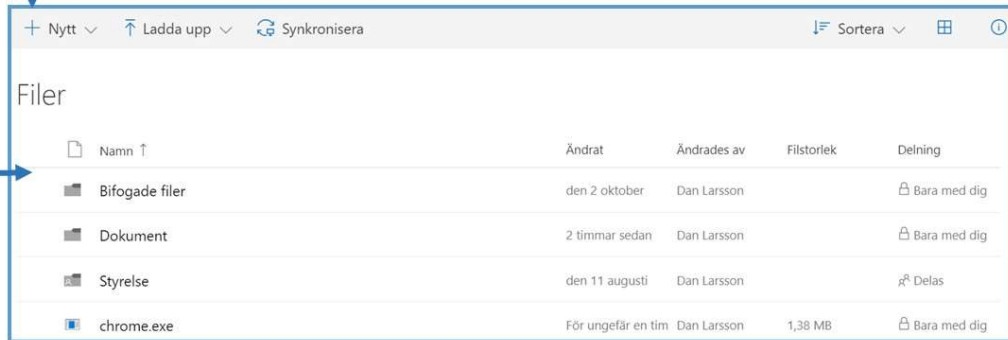 Nytt Ladda upp Synkronisera Sortera
Filer
Namn ↑ Ändrat Ändrades av Filstorlek Delning
Bifogade filer den 2 oktober Dan Larsson Bara med dig
Dokument 2 timmar sedan Dan Larsson Bara med dig
Styrelse den 11 augusti Dan Larsson Delas
chrome.exe För ungefär en tim Dan Larsson 1,38 MB Bara med dig